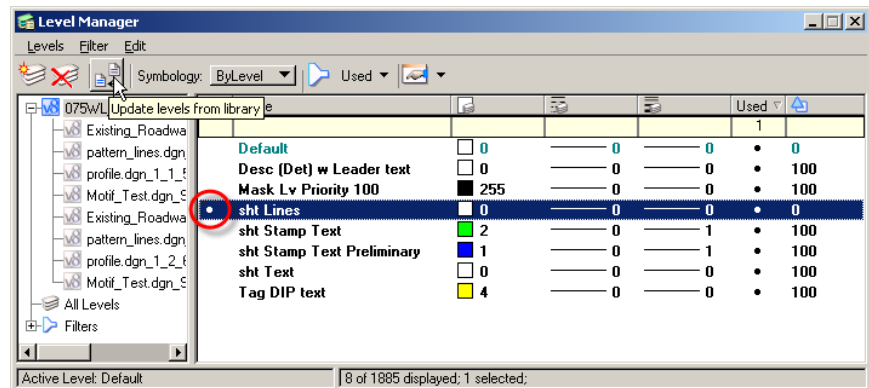 Level Manager
Levels Filter Edit
Symbology: ByLevel Used
Update levels from library
075WL
Used
1
Existing_Roadwa
pattern_lines.dgn
profile.dgn_1_1_5
Motif_Test.dgn_S
Existing_Roadwa
pattern_lines.dgn
profile.dgn_1_2_6
Motif_Test.dgn_S
All Levels
Filters
Default 0 0 0 0
Desc (Det) w Leader text 0 0 0 100
Mask Lv Priority 100 255 0 0 100
sht Lines 0 0 0 0
sht Stamp Text 2 0 1 100
sht Stamp Text Preliminary 1 0 1 100
sht Text 0 0 0 100
Tag DIP text 4 0 0 100
Active Level: Default
8 of 1885 displayed; 1 selected;